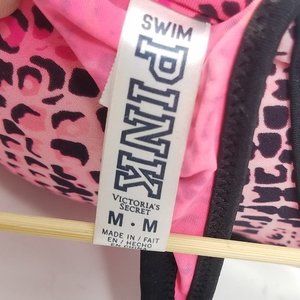 SWIM
PINK
VICTORIA'S
SECRET
M • M
MADE IN / FAIT
EN / HECHO